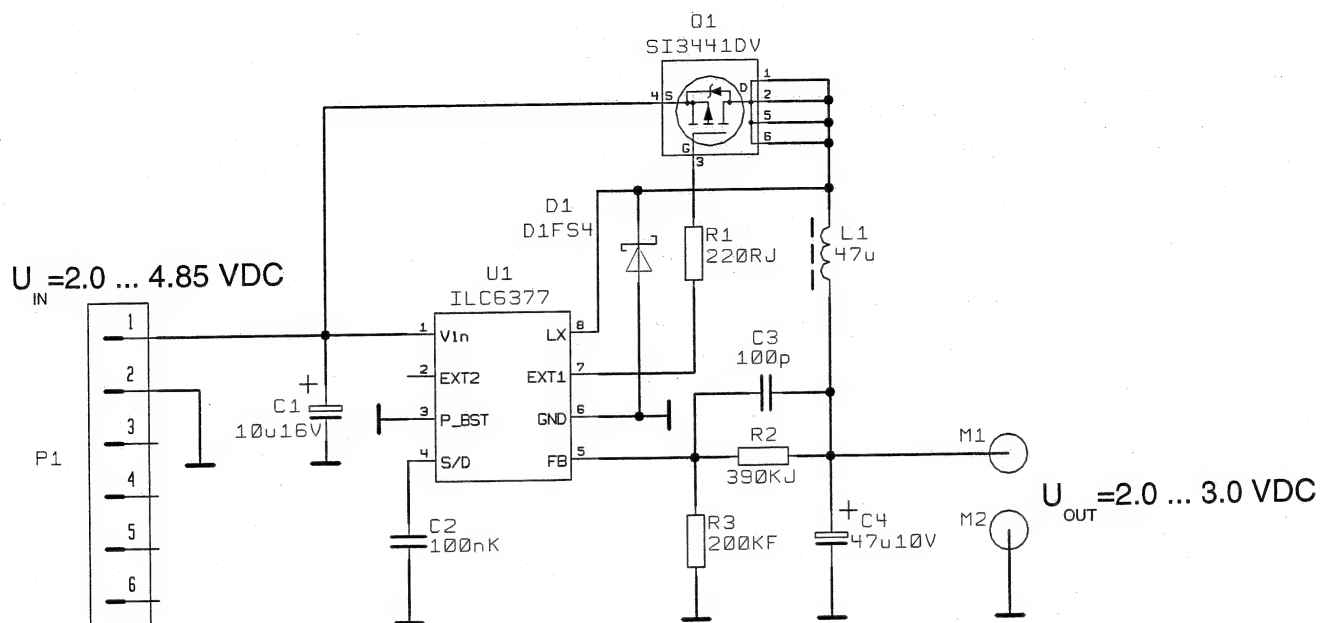 Q1
SI3441DV
1
4 S D 2
5
6
G
3
D1
D1FS4
R1
220RJ
L1
47u
U_IN=2.0 ... 4.85 VDC
U1
ILC6377
1 VIn LX 8
2 EXT2 EXT1 7
3 P_BST GND 6
4 S/D FB 5
C3
100p
+
C1
10u16V
R2
390KJ
P1
1
2
3
4
5
6
C2
100nK
R3
200KF
+
C4
47u10V
M1
M2
U_OUT=2.0 ... 3.0 VDC